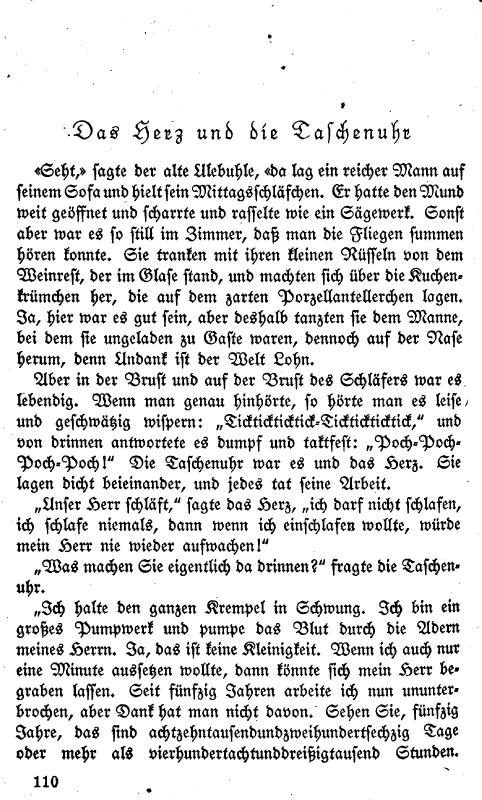 Das Herz und die Taschenuhr
«Seht,» sagte der alte Ulebuhle, «da lag ein reicher Mann auf
seinem Sofa und hielt sein Mittagsschläfchen. Er hatte den Mund
weit geöffnet und scharrte und rasselte wie ein Sägewerk. Sonst
aber war es so still im Zimmer, daß man die Fliegen summen
hören konnte. Sie tranken mit ihren kleinen Rüsseln von dem
Weinrest, der im Glase stand, und machten sich über die Kuchen-
krümchen her, die auf dem zarten Porzellantellerchen lagen.
Ja, hier war es gut sein, aber deshalb tanzten sie dem Manne,
bei dem sie ungeladen zu Gaste waren, dennoch auf der Nase
herum, denn Undank ist der Welt Lohn.
Aber in der Brust und auf der Brust des Schläfers war es
lebendig. Wenn man genau hinhörte, so hörte man es leise
und geschwätzig wispern: „Ticktickticktick-Ticktickticktick,“ und
von drinnen antwortete es dumpf und taktfest: „Poch-Poch-
Poch-Poch!“ Die Taschenuhr war es und das Herz. Sie
lagen dicht beieinander, und jedes tat seine Arbeit.
„Unser Herr schläft,“ sagte das Herz, „ich darf nicht schlafen,
ich schlafe niemals, dann wenn ich einschlafen wollte, würde
mein Herr nie wieder aufwachen!“
„Was machen Sie eigentlich da drinnen?“ fragte die Taschen-
uhr.
„Ich halte den ganzen Krempel in Schwung. Ich bin ein
großes Pumpwerk und pumpe das Blut durch die Adern
meines Herrn. Ja, das ist keine Kleinigkeit. Wenn ich auch nur
eine Minute aussetzen wollte, dann könnte sich mein Herr be-
graben lassen. Seit fünfzig Jahren arbeite ich nun ununter-
brochen, aber Dank hat man nicht davon. Sehen Sie, fünfzig
Jahre, das sind achtzehntausendundzweihundertsechzig Tage
oder mehr als vierhundertachtunddreißigtausend Stunden.
110